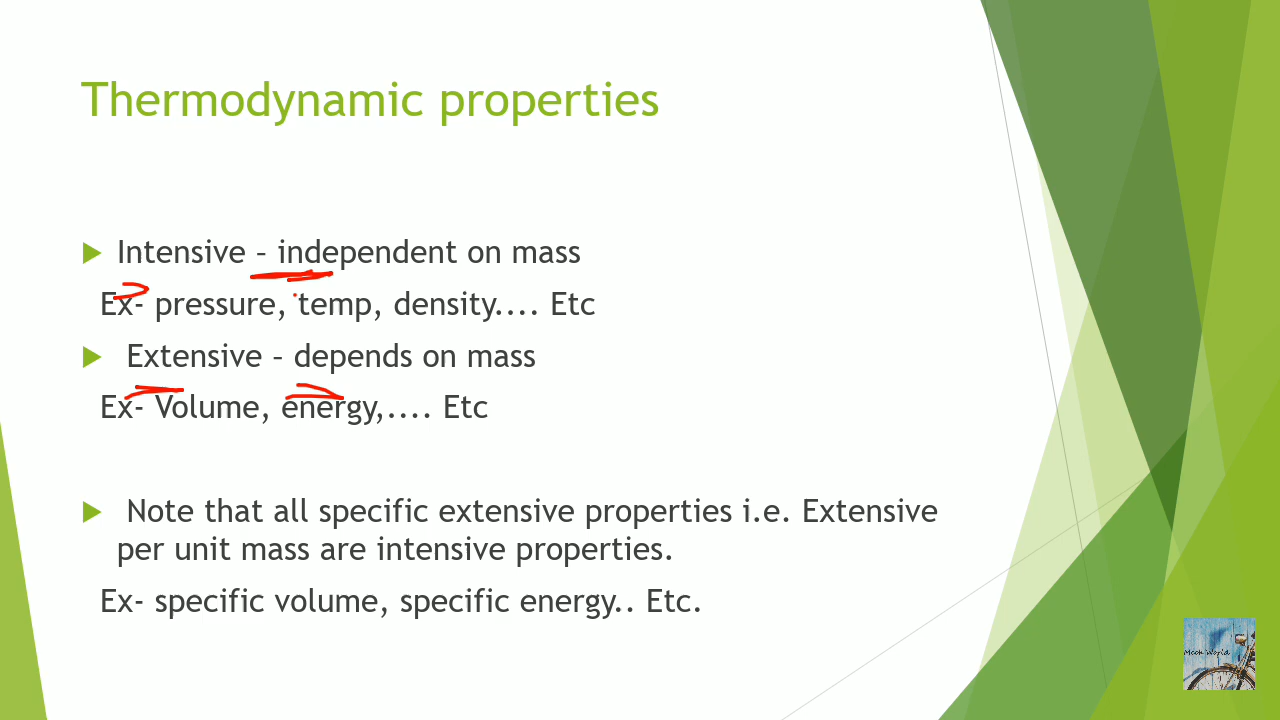 Thermodynamic properties
Intensive – independent on mass
Ex- pressure, temp, density.... Etc
Extensive – depends on mass
Ex- Volume, energy,.... Etc
Note that all specific extensive properties i.e. Extensive
per unit mass are intensive properties.
Ex- specific volume, specific energy.. Etc.
Mech World